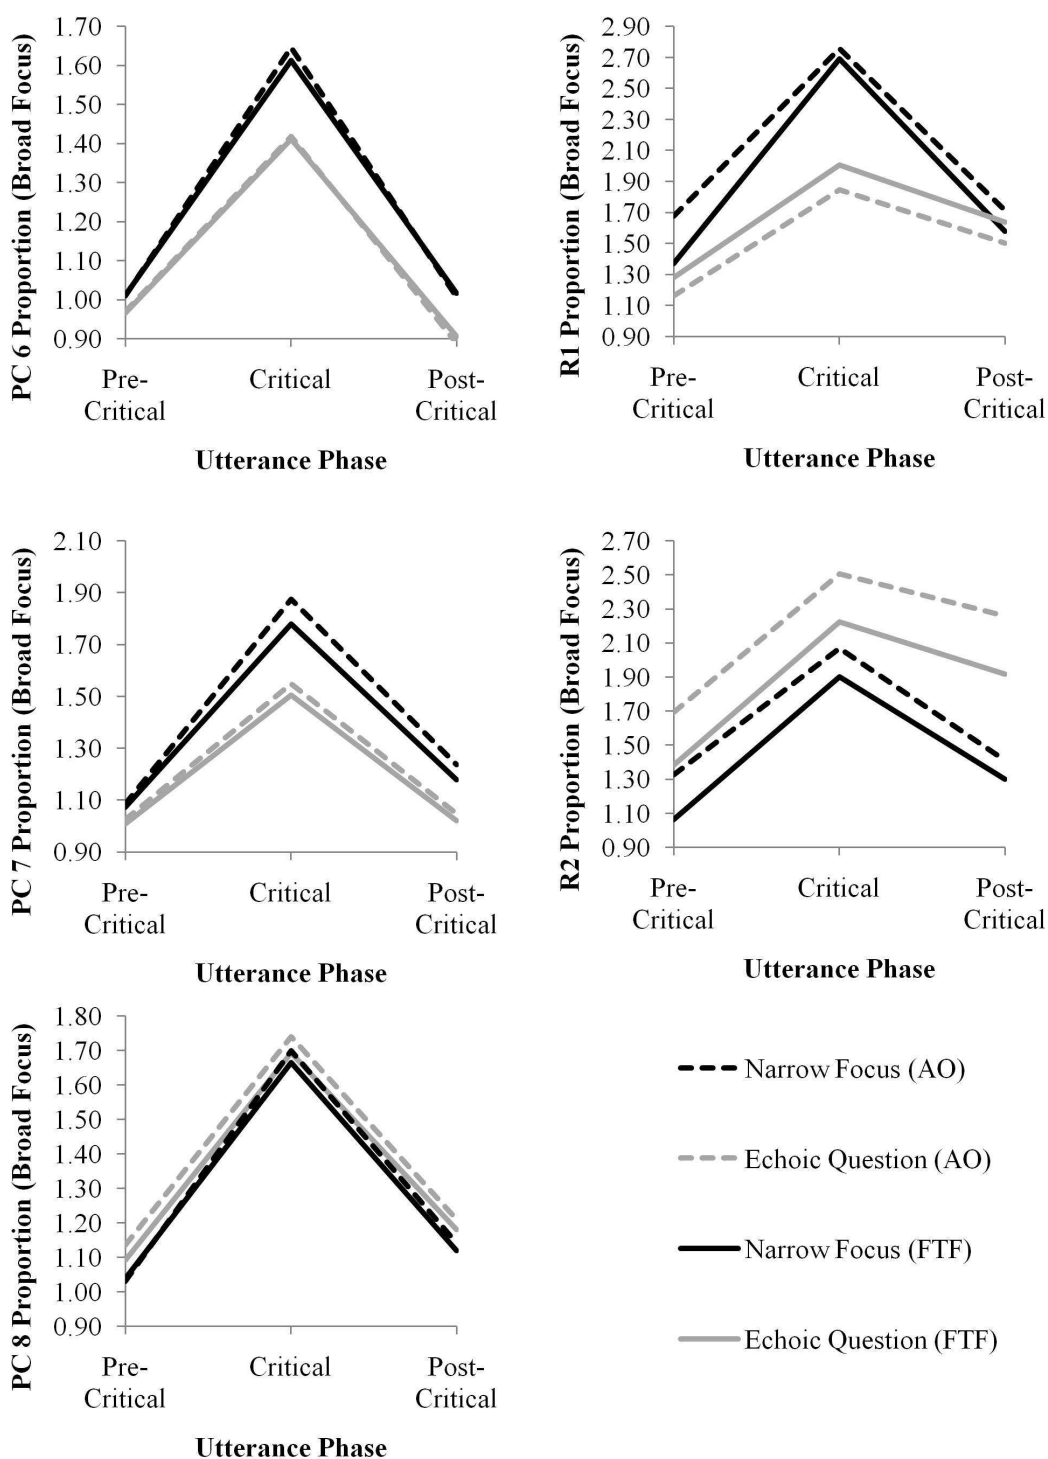 PC 6 Proportion (Broad Focus)
1.70
1.60
1.50
1.40
1.30
1.20
1.10
1.00
0.90
Pre-
Critical
Critical
Post-
Critical
Utterance Phase
R1 Proportion (Broad Focus)
2.90
2.70
2.50
2.30
2.10
1.90
1.70
1.50
1.30
1.10
0.90
Pre-
Critical
Critical
Post-
Critical
Utterance Phase
PC 7 Proportion (Broad Focus)
2.10
1.90
1.70
1.50
1.30
1.10
0.90
Pre-
Critical
Critical
Post-
Critical
Utterance Phase
R2 Proportion (Broad Focus)
2.70
2.50
2.30
2.10
1.90
1.70
1.50
1.30
1.10
0.90
Pre-
Critical
Critical
Post-
Critical
Utterance Phase
PC 8 Proportion (Broad Focus)
1.80
1.70
1.60
1.50
1.40
1.30
1.20
1.10
1.00
0.90
Pre-
Critical
Critical
Post-
Critical
Utterance Phase
Narrow Focus (AO)
Echoic Question (AO)
Narrow Focus (FTF)
Echoic Question (FTF)